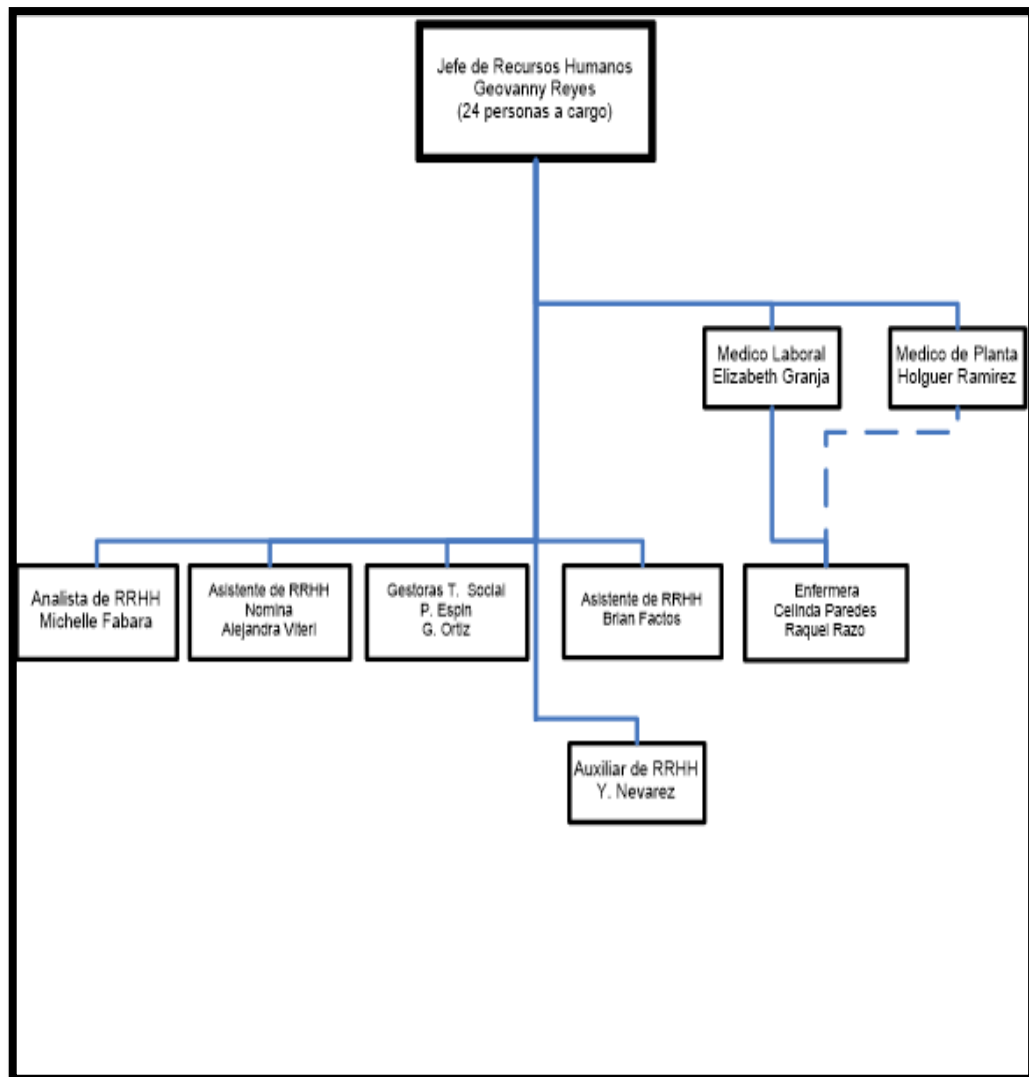 Jefe de Recursos Humanos
Geovanny Reyes
(24 personas a cargo)
Medico Laboral
Elizabeth Granja
Medico de Planta
Holguer Ramirez
Analista de RRHH
Michelle Fabara
Asistente de RRHH
Nomina
Alejandra Viteri
Gestoras T. Social
P. Espin
G. Ortiz
Asistente de RRHH
Brian Factos
Enfermera
Celinda Paredes
Raquel Razo
Auxiliar de RRHH
Y. Nevarez